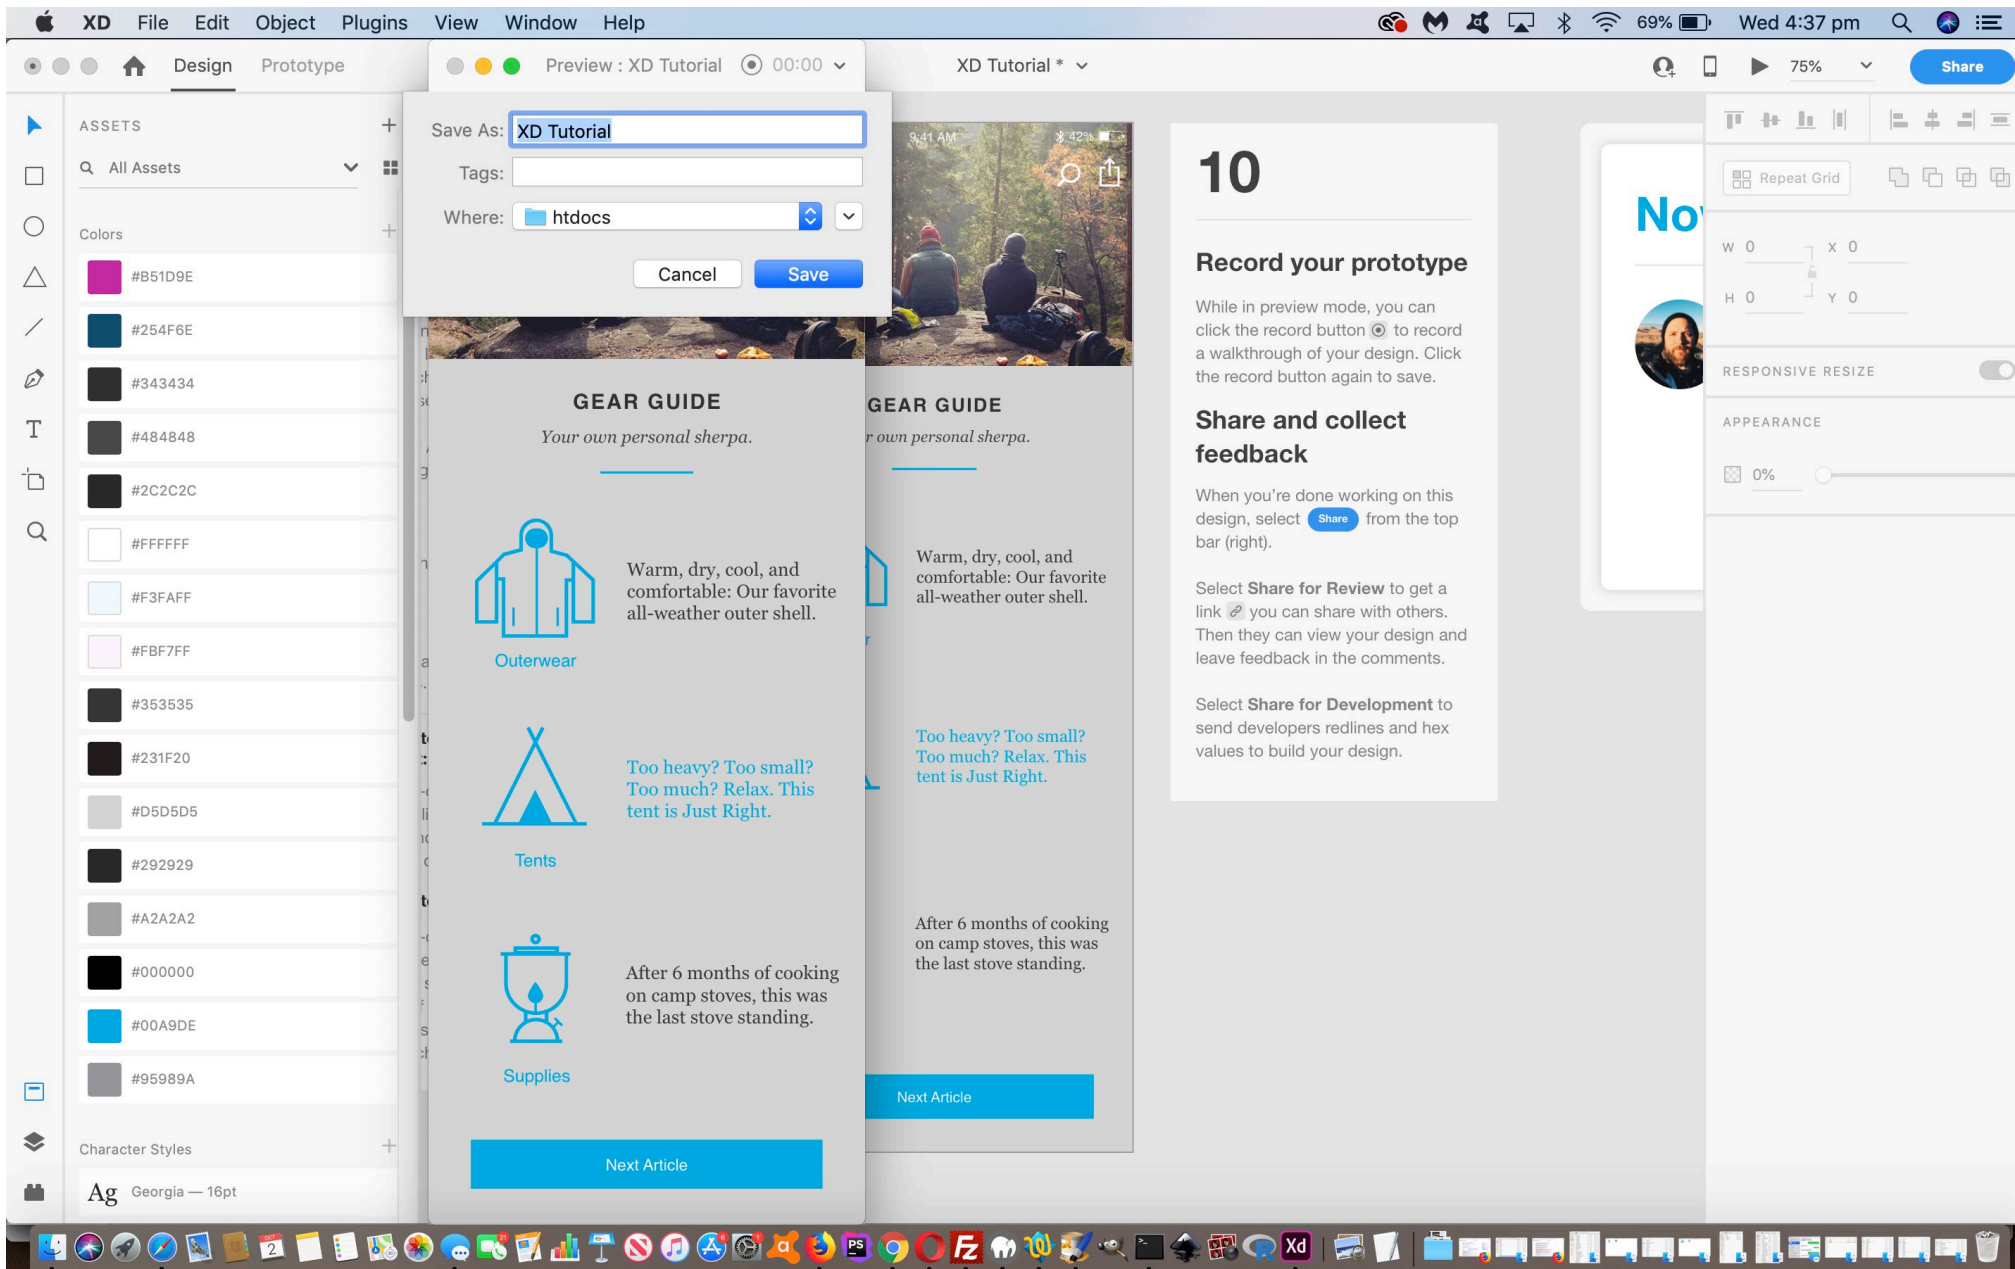 XD File Edit Object Plugins View Window Help
69% Wed 4:37 pm
Design Prototype
Preview : XD Tutorial 00:00
XD Tutorial *
75%
Share
ASSETS
All Assets
Colors
#B51D9E
#254F6E
#343434
#484848
#2C2C2C
#FFFFFF
#F3FAFF
#FBF7FF
#353535
#231F20
#D5D5D5
#292929
#A2A2A2
#000000
#00A9DE
#95989A
Character Styles
Ag Georgia — 16pt
Save As: XD Tutorial
Tags:
Where: htdocs
Cancel Save
GEAR GUIDE
Your own personal sherpa.
Warm, dry, cool, and
comfortable: Our favorite
all-weather outer shell.
Outerwear
Too heavy? Too small?
Too much? Relax. This
tent is Just Right.
Tents
After 6 months of cooking
on camp stoves, this was
the last stove standing.
Supplies
Next Article
9:41 AM 42%
GEAR GUIDE
r own personal sherpa.
Warm, dry, cool, and
comfortable: Our favorite
all-weather outer shell.
r
Too heavy? Too small?
Too much? Relax. This
tent is Just Right.
After 6 months of cooking
on camp stoves, this was
the last stove standing.
Next Article
10
Record your prototype
While in preview mode, you can
click the record button to record
a walkthrough of your design. Click
the record button again to save.
Share and collect
feedback
When you're done working on this
design, select Share from the top
bar (right).
Select Share for Review to get a
link you can share with others.
Then they can view your design and
leave feedback in the comments.
Select Share for Development to
send developers redlines and hex
values to build your design.
No
Repeat Grid
W 0 X 0
H 0 Y 0
RESPONSIVE RESIZE
APPEARANCE
0%
OCT
2
PS
Xd